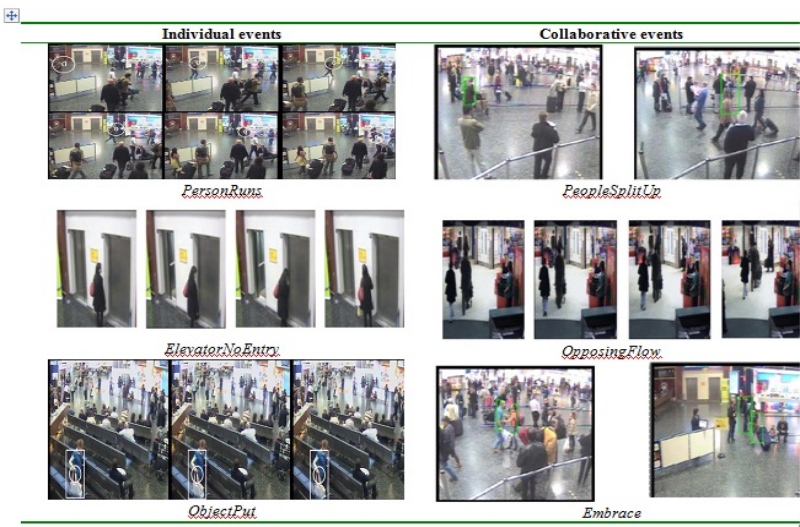 Individual events Collaborative events
PersonRuns PeopleSplitUp
ElevatorNoEntry OpposingFlow
ObjectPut Embrace